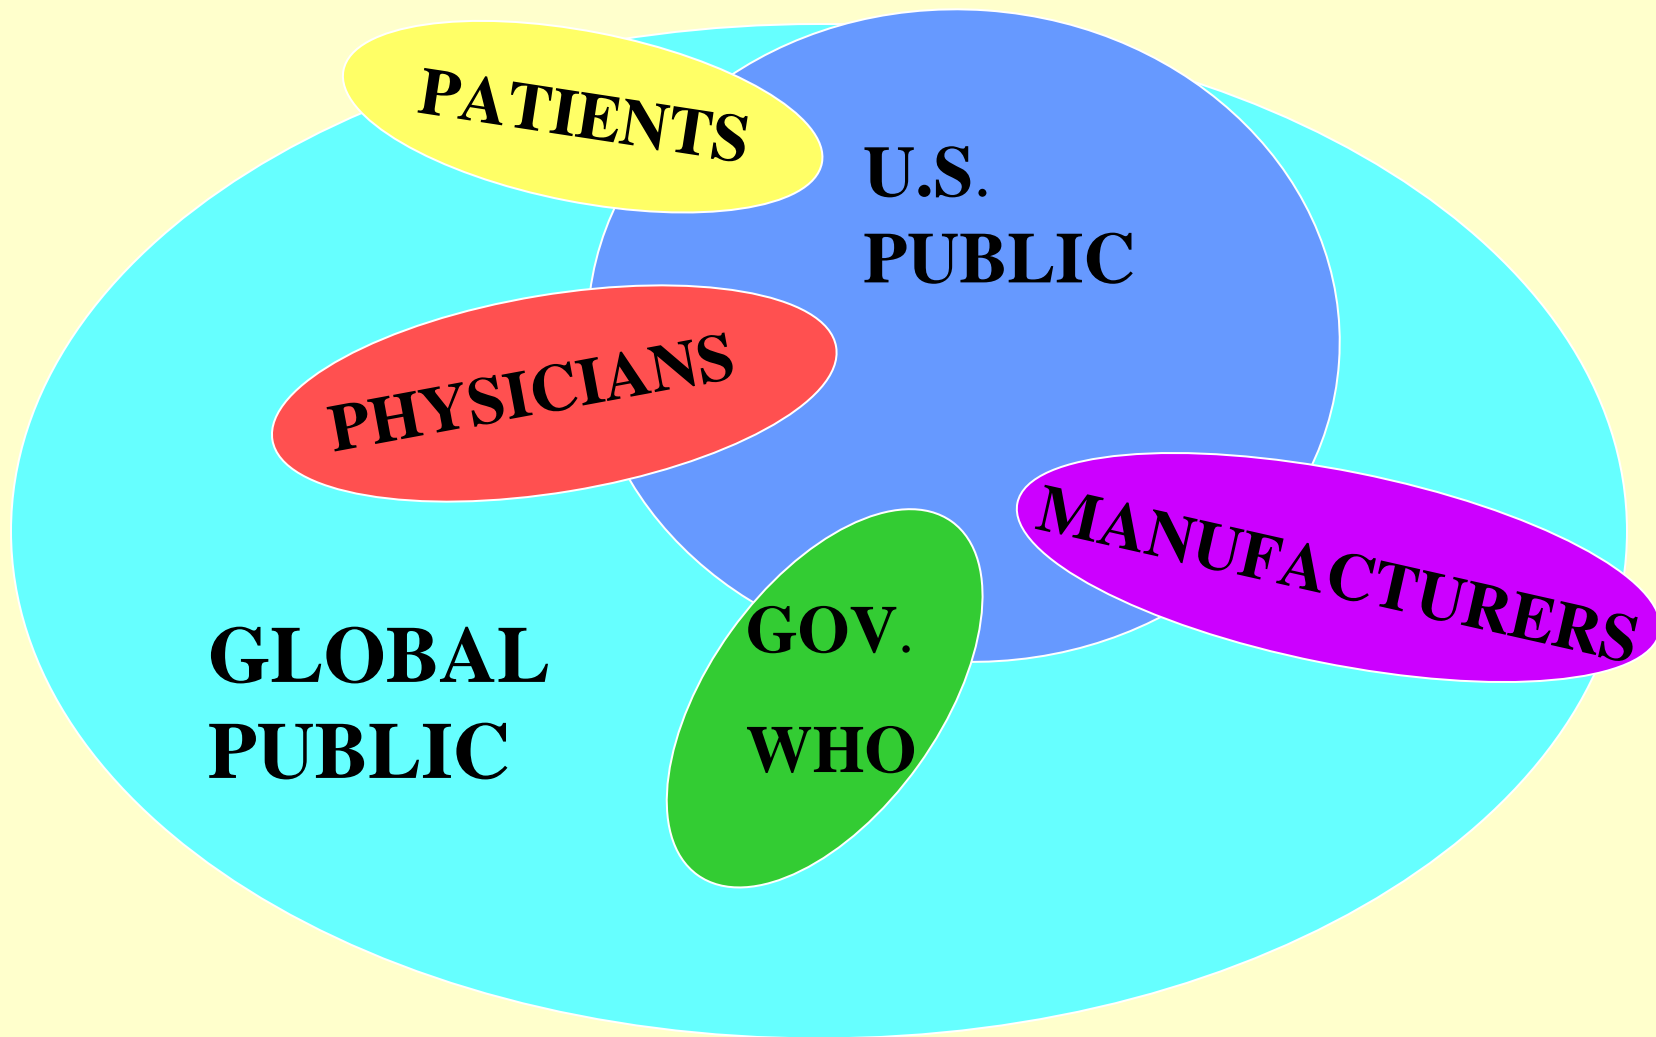 PATIENTS
U.S.
PUBLIC
PHYSICIANS
MANUFACTURERS
GOV.
WHO
GLOBAL
PUBLIC